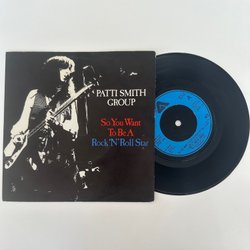 PATTI SMITH
GROUP
So You Want
To Be A
Rock 'N' Roll Star